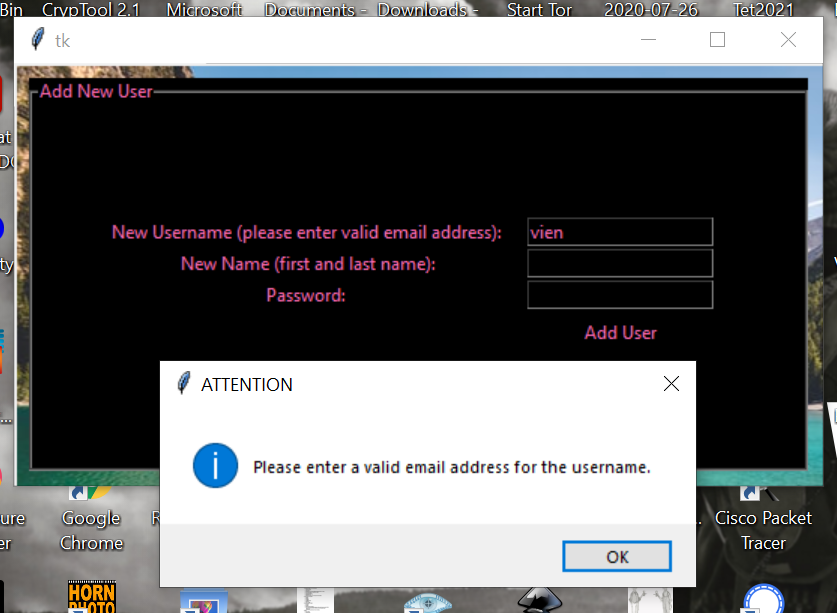 Bin CrypTool 2.1 Microsoft Documents - Downloads - Start Tor 2020-07-26 Tet2021
tk
Add New User
New Username (please enter valid email address): vien
New Name (first and last name):
Password:
Add User
ATTENTION
Please enter a valid email address for the username.
OK
Google Chrome
Cisco Packet Tracer
HORN
PHOTO